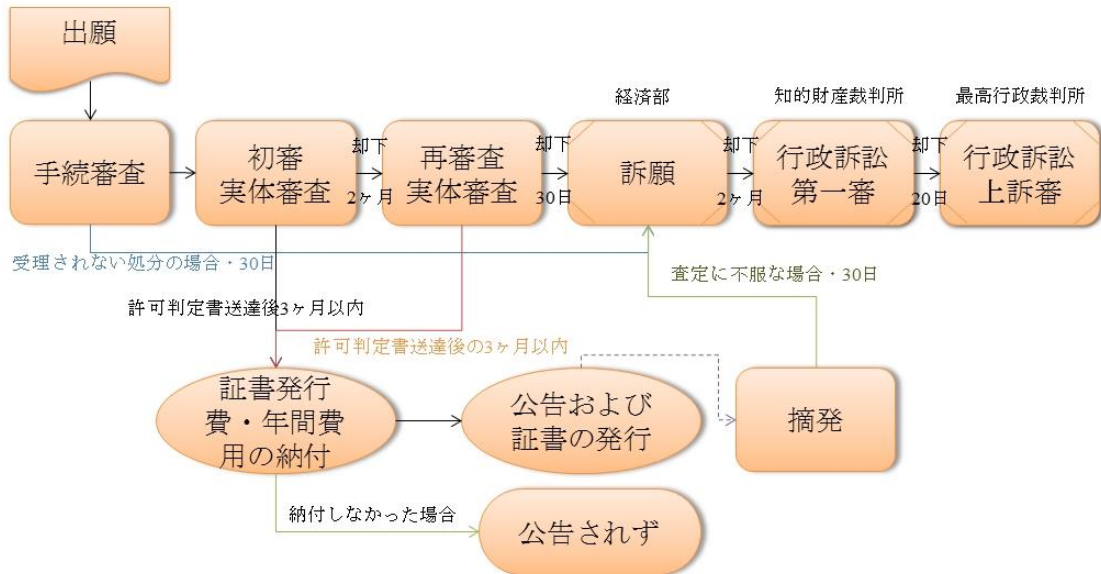 出願
経済部
知的財産裁判所
最高行政裁判所
手続審査
初審
実体審査
却下
2ヶ月
再審査
実体審査
却下
30日
訴願
却下
2ヶ月
行政訴訟
第一審
却下
20日
行政訴訟
上訴審
受理されない処分の場合・30日
査定に不服な場合・30日
許可判定書送達後3ヶ月以内
許可判定書送達後の3ヶ月以内
証書発行
費・年間費
用の納付
公告および
証書の発行
摘発
納付しなかった場合
公告されず